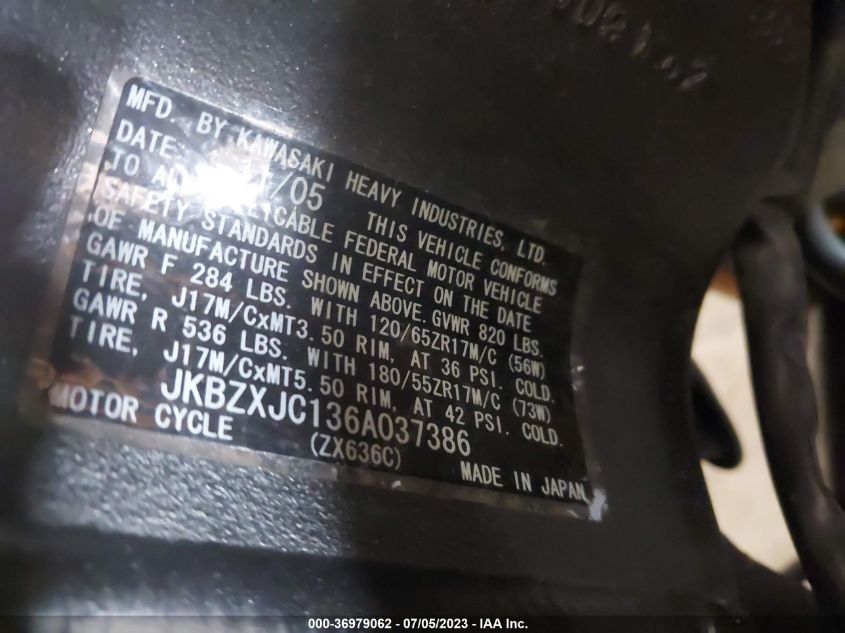 MFD. BY KAWASAKI HEAVY INDUSTRIES, LTD.
DATE: 11/05 THIS VEHICLE CONFORMS
TO APPLICABLE FEDERAL MOTOR VEHICLE
SAFETY STANDARDS IN EFFECT ON THE DATE
OF MANUFACTURE SHOWN ABOVE. GVWR 820 LBS.
GAWR F 284 LBS. WITH 120/65ZR17M/C (56W)
TIRE, J17M/CxMT3.50 RIM, AT 36 PSI. COLD.
GAWR R 536 LBS. WITH 180/55ZR17M/C (73W)
TIRE, J17M/CxMT5.50 RIM, AT 42 PSI. COLD.
JKBZXJC136A037386
MOTOR CYCLE (ZX636C) MADE IN JAPAN
000-36979062 - 07/05/2023 - IAA Inc.